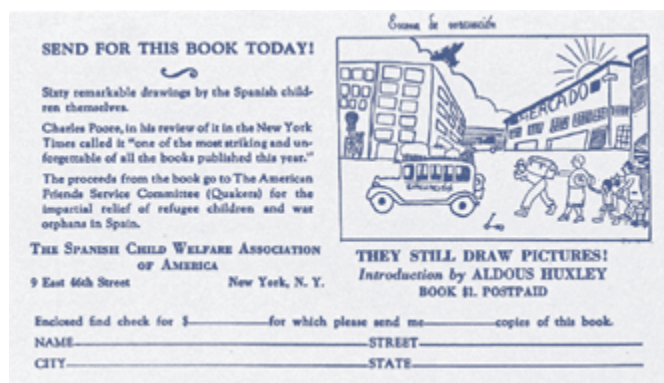 Escena de evacuación
SEND FOR THIS BOOK TODAY!
Sixty remarkable drawings by the Spanish child-
ren themselves.
Charles Poore, in his review of it in the New York
Times called it "one of the most striking and un-
forgettable of all the books published this year."
The proceeds from the book go to The American
Friends Service Committee (Quakers) for the
impartial relief of refugee children and war
orphans in Spain.
THE SPANISH CHILD WELFARE ASSOCIATION
OF AMERICA
9 East 46th Street New York, N. Y.
MERCADO
THEY STILL DRAW PICTURES!
Introduction by ALDOUS HUXLEY
BOOK $1. POSTPAID
Enclosed find check for $ for which please send me copies of this book.
NAME STREET
CITY STATE